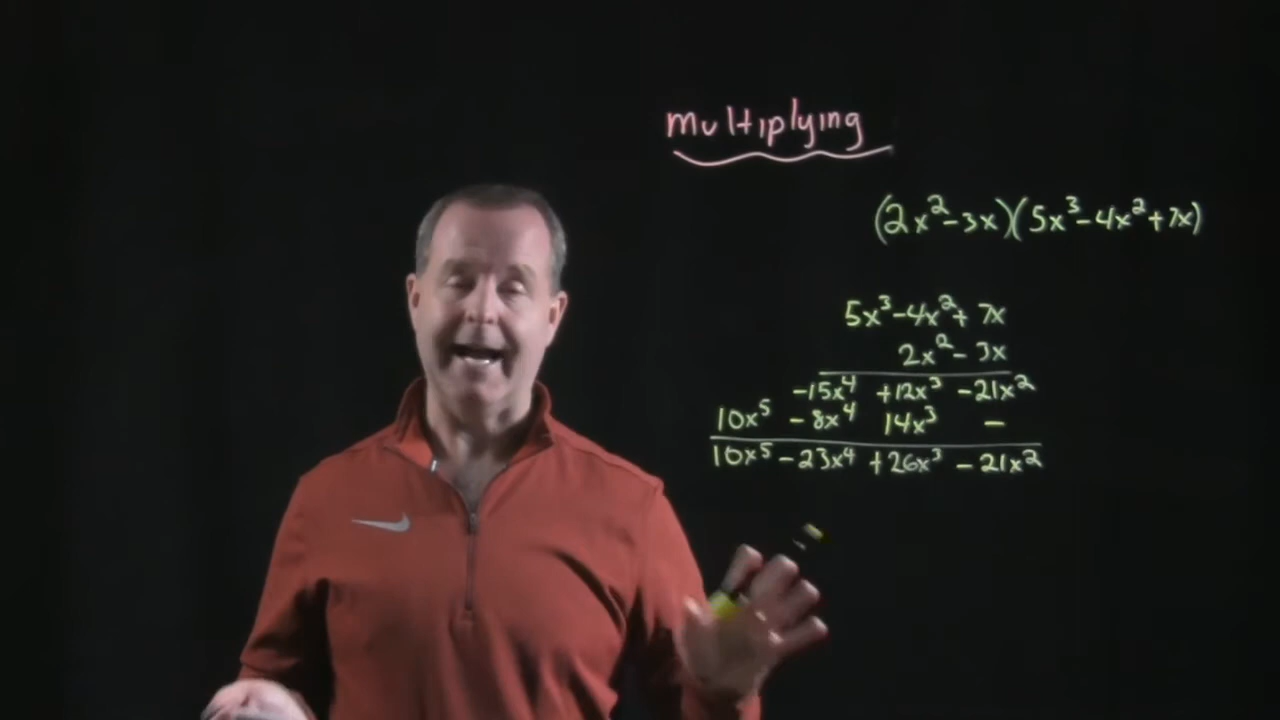 multiplying
(2x²-3x)(5x³-4x²+7x)
5x³-4x²+ 7x
2x²- 3x
-15x⁴ +12x³ -21x²
10x⁵ -8x⁴ 14x³ -
10x⁵ -23x⁴ +26x³ -21x²